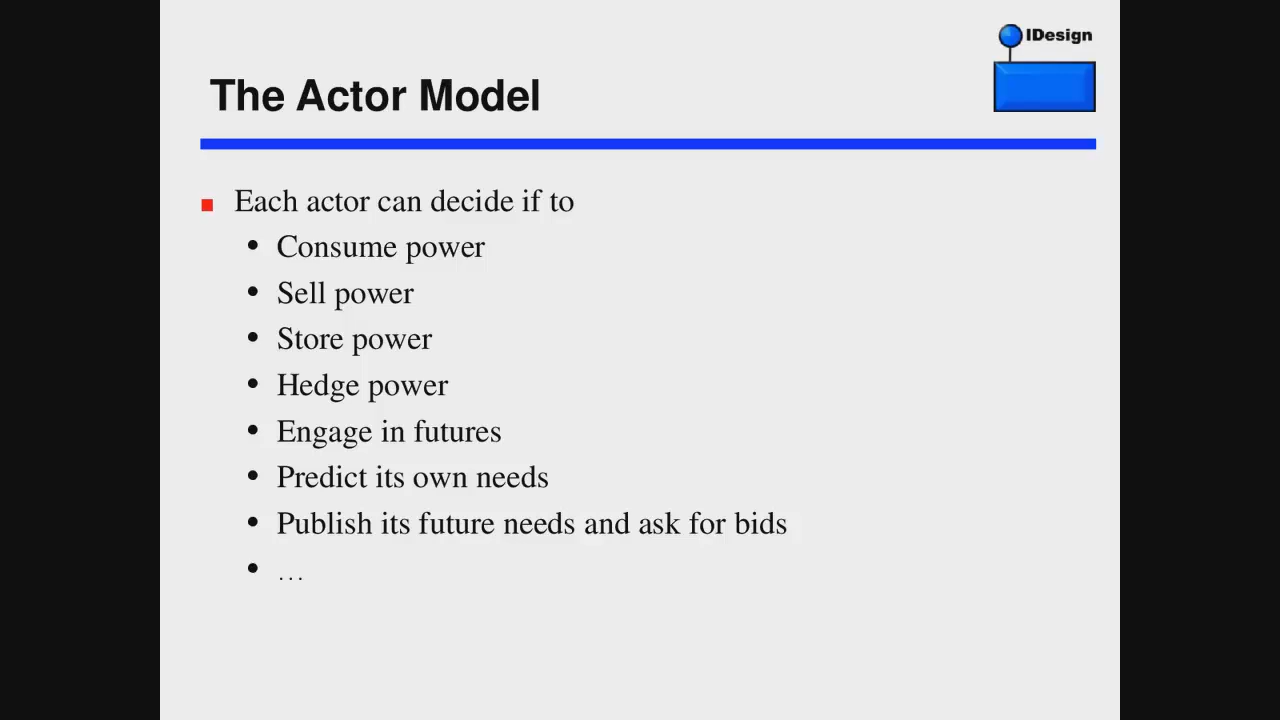 IDesign
The Actor Model
Each actor can decide if to
• Consume power
• Sell power
• Store power
• Hedge power
• Engage in futures
• Predict its own needs
• Publish its future needs and ask for bids
• …